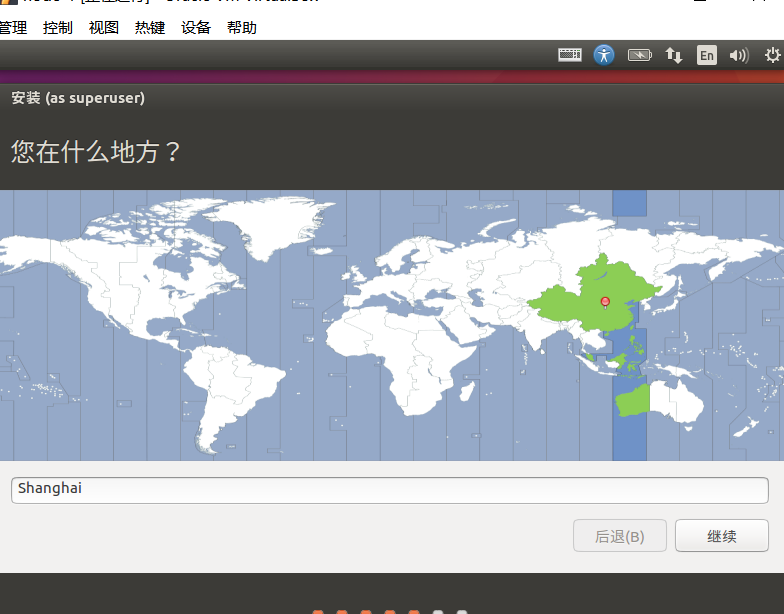 管理 控制 视图 热键 设备 帮助
En
安装 (as superuser)
您在什么地方？
Shanghai
后退(B) 继续